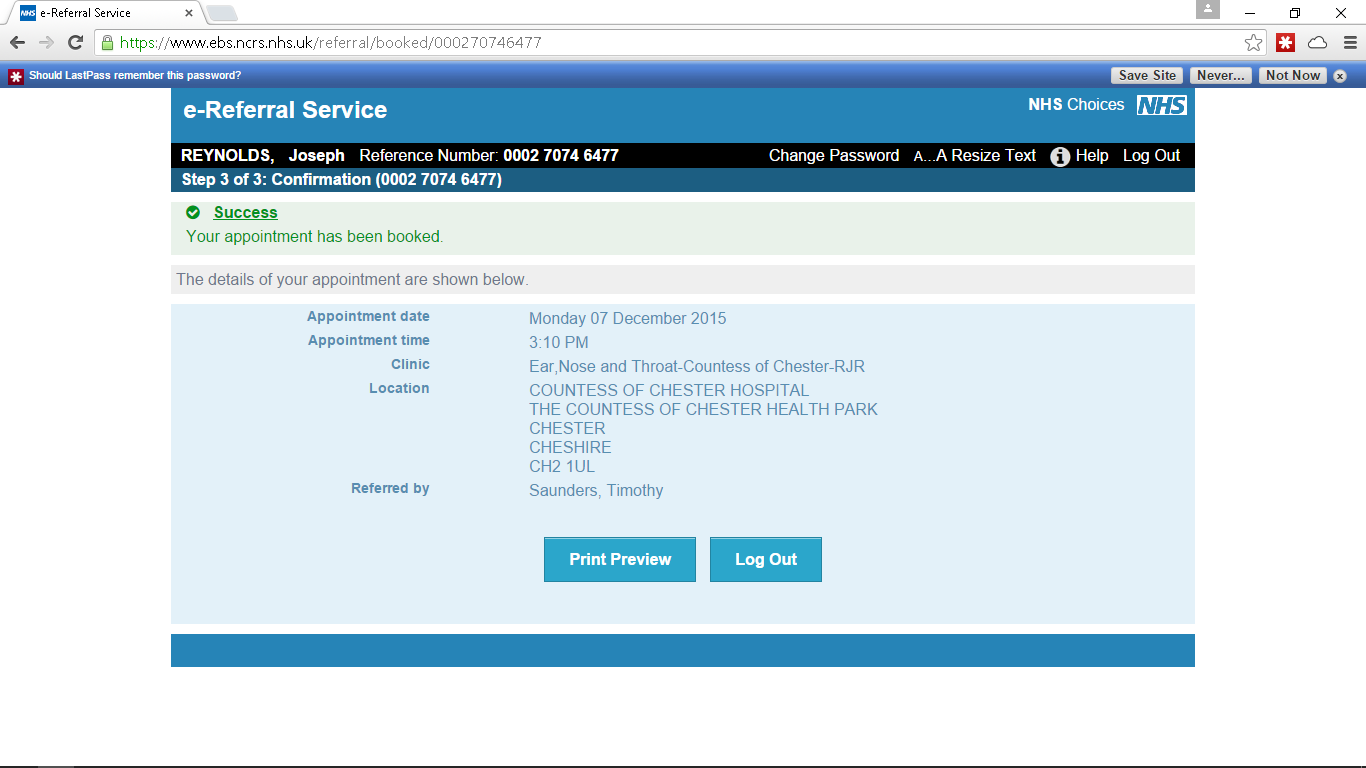 NHS e-Referral Service
https://www.ebs.ncrs.nhs.uk/referral/booked/000270746477
Should LastPass remember this password? Save Site Never... Not Now
e-Referral Service NHS Choices NHS
REYNOLDS, Joseph Reference Number: 0002 7074 6477 Change Password A...A Resize Text i Help Log Out
Step 3 of 3: Confirmation (0002 7074 6477)
Success
Your appointment has been booked.
The details of your appointment are shown below.
Appointment date Monday 07 December 2015
Appointment time 3:10 PM
Clinic Ear,Nose and Throat-Countess of Chester-RJR
Location COUNTESS OF CHESTER HOSPITAL
THE COUNTESS OF CHESTER HEALTH PARK
CHESTER
CHESHIRE
CH2 1UL
Referred by Saunders, Timothy
Print Preview Log Out